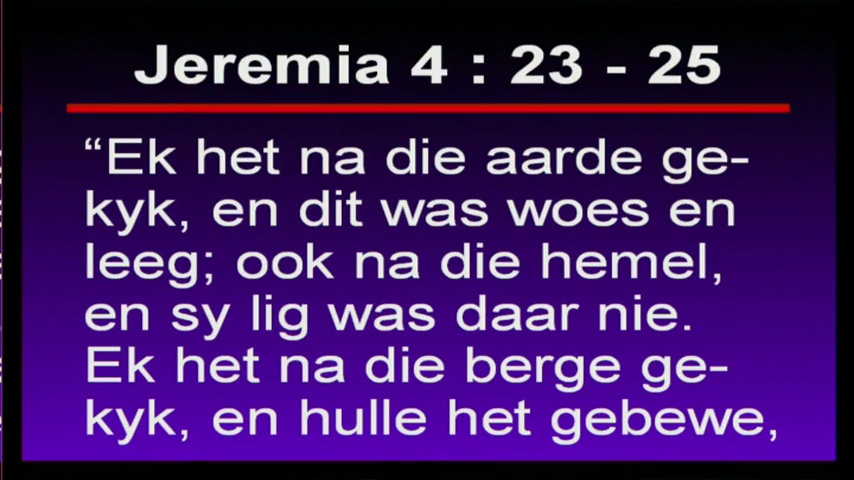 Jeremia 4 : 23 - 25
“Ek het na die aarde ge-
kyk, en dit was woes en
leeg; ook na die hemel,
en sy lig was daar nie.
Ek het na die berge ge-
kyk, en hulle het gebewe,